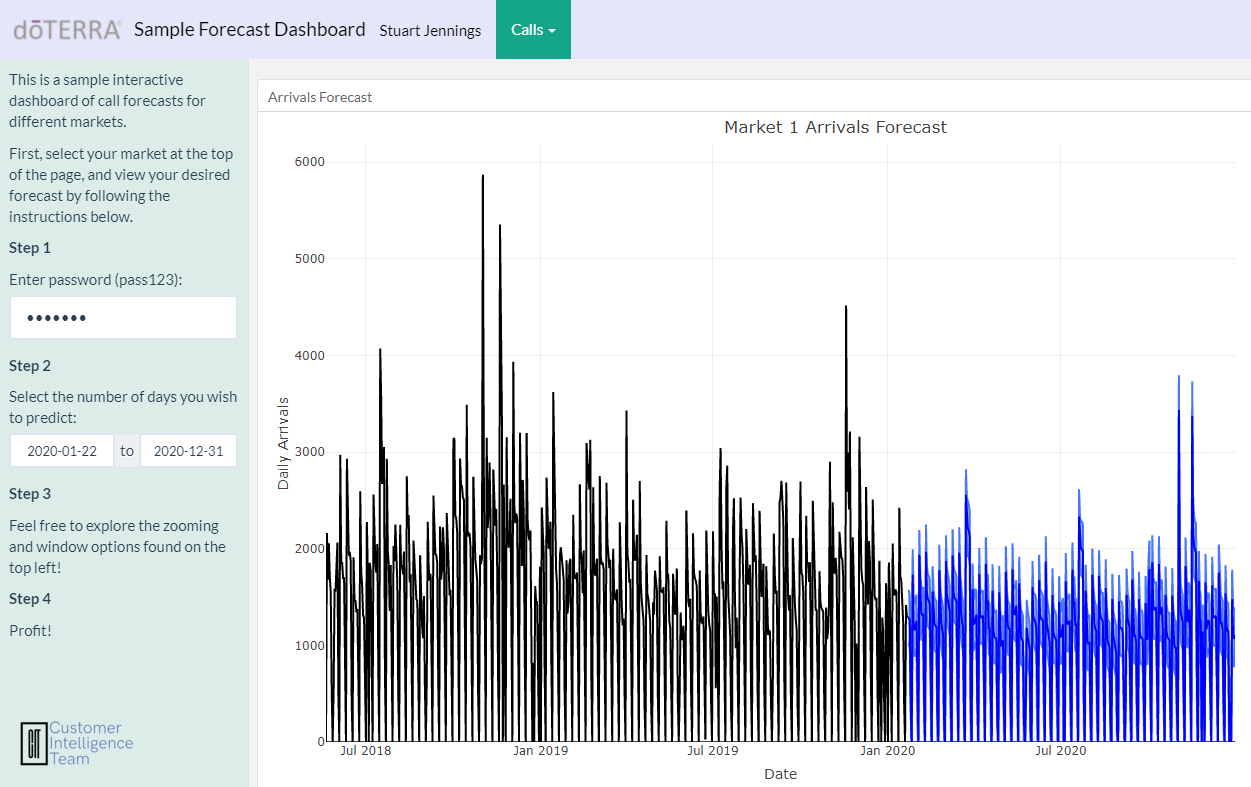 dōTERRA® Sample Forecast Dashboard Stuart Jennings Calls
This is a sample interactive
dashboard of call forecasts for
different markets.
First, select your market at the top
of the page, and view your desired
forecast by following the
instructions below.
Step 1
Enter password (pass123):
•••••••
Step 2
Select the number of days you wish
to predict:
2020-01-22 to 2020-12-31
Step 3
Feel free to explore the zooming
and window options found on the
top left!
Step 4
Profit!
CIT
Customer
Intelligence
Team
Arrivals Forecast
Market 1 Arrivals Forecast
6000
5000
4000
3000
2000
1000
0
Daily Arrivals
Jul 2018 Jan 2019 Jul 2019 Jan 2020 Jul 2020
Date